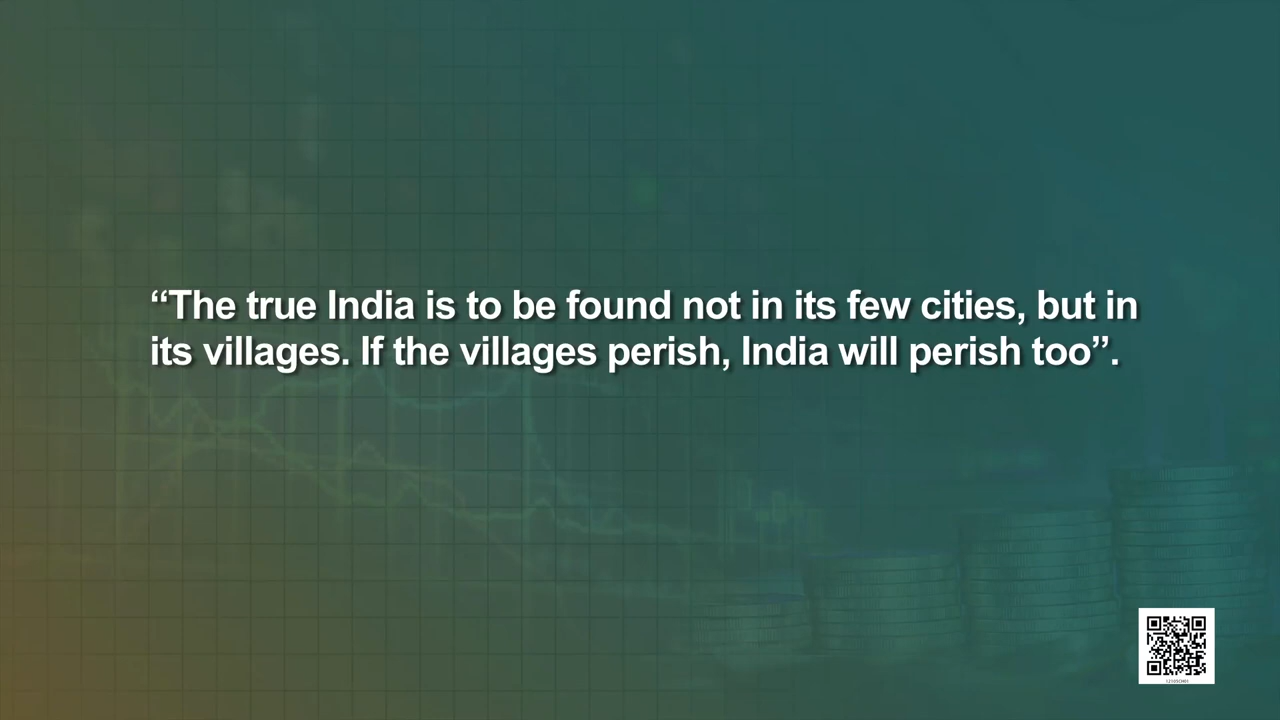 “The true India is to be found not in its few cities, but in
its villages. If the villages perish, India will perish too”.